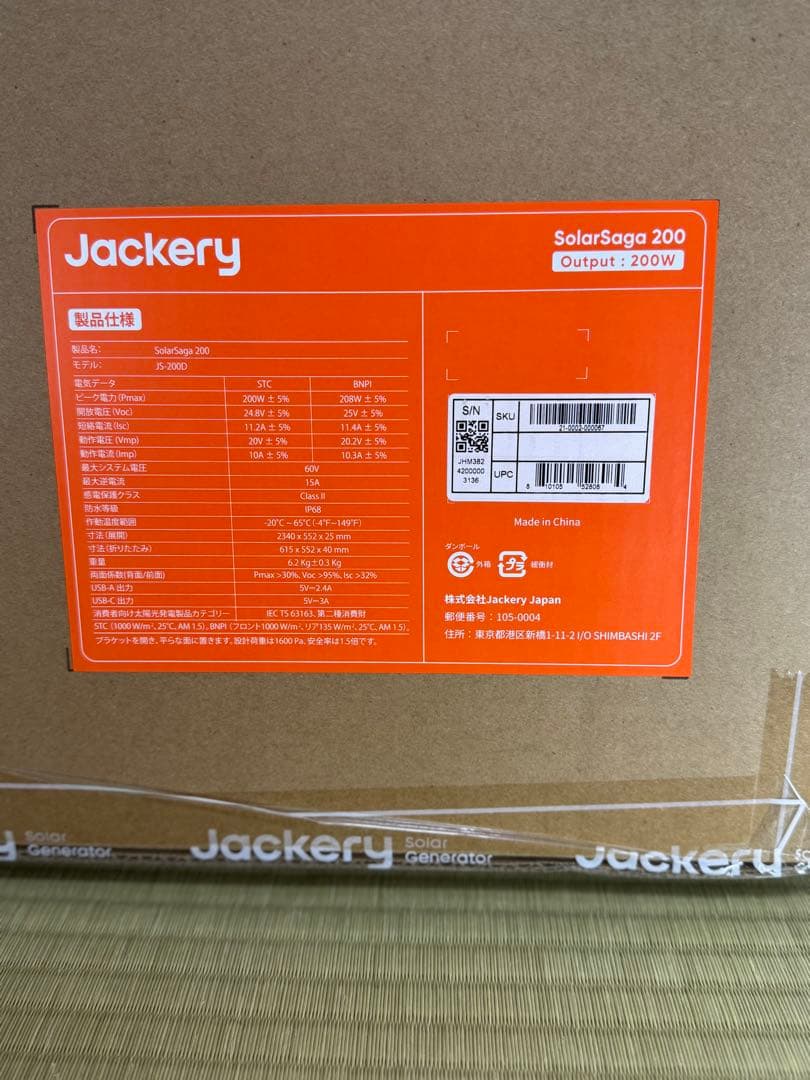 Jackery
SolarSaga 200
Output : 200W
製品仕様
製品名: SolarSaga 200
モデル: JS-200D
電気データ STC BNPI
ピーク電力 (Pmax) 200W ± 5% 208W ± 5%
開放電圧 (Voc) 24.8V ± 5% 25V ± 5%
短絡電流 (Isc) 11.2A ± 5% 11.4A ± 5%
動作電圧 (Vmp) 20V ± 5% 20.2V ± 5%
動作電流 (Imp) 10A ± 5% 10.3A ± 5%
最大システム電圧 60V
最大逆電流 15A
感電保護クラス Class II
防水等級 IP68
作動温度範囲 -20°C ~ 65°C (-4°F~149°F)
寸法 (展開) 2340 x 552 x 25 mm
寸法 (折りたたみ) 615 x 552 x 40 mm
重量 6.2 Kg±0.3 Kg
両面係数(背面/前面) Pmax >30%, Voc >95%, Isc >32%
USB-A 出力 5V⎓2.4A
USB-C 出力 5V⎓3A
消費者向け太陽光発電製品カテゴリー IEC TS 63163, 第二種消費財
STC (1000 W/m², 25°C, AM 1.5)、BNPI (フロント1000 W/m²、リア135 W/m², 25°C, AM 1.5)。
ブラケットを開き、平らな面に置きます。設計荷重は1600 Pa、安全率は1.5倍です。
S/N
JHM382
4200000
3136
SKU
21-0002-000067
UPC
8 10105 52808 4
Made in China
ダンボール
外箱
プラ
緩衝材
株式会社Jackery Japan
郵便番号：105-0004
住所：東京都港区新橋1-11-2 I/O SHIMBASHI 2F
y Solar Generator
Jackery Solar Generator
Jackery So